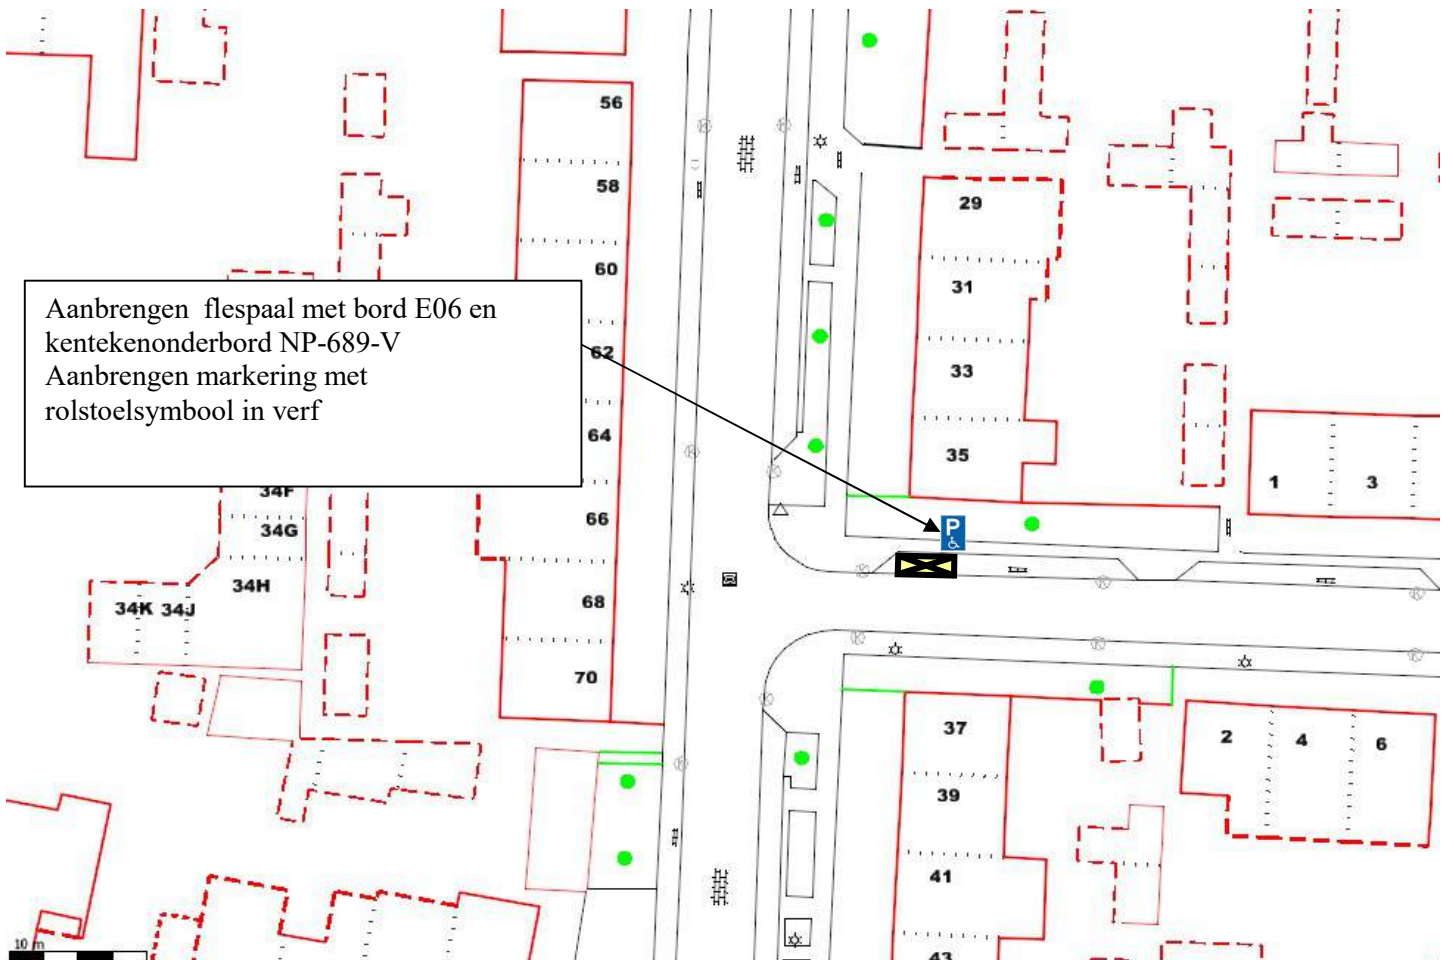 Aanbrengen flespaal met bord E06 en
kentekenonderbord NP-689-V
Aanbrengen markering met
rolstoelsymbool in verf
56
58
60
62
64
66
68
70
34F
34G
34H
34K 34J
29
31
33
35
1 3
P
37
39
41
43
2 4 6
10 m